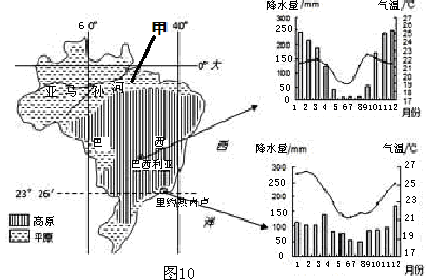 60° 40°
甲
0° 大
亚马孙河
巴 西
西
巴西利亚
23° 26′
里约热内卢
洋
高原
平原
图10
降水量/mm 气温/℃
300 27
250 26
200 25
24
150 23
22
100 21
20
50 19
18
0 17
1 2 3 4 5 6 7 8 9 10 11 12 月份
降水量/mm 气温/℃
300 27
250 25
200 23
150
100 21
50 19
0 17
1 2 3 4 5 6 7 8 9 10 11 12 月份